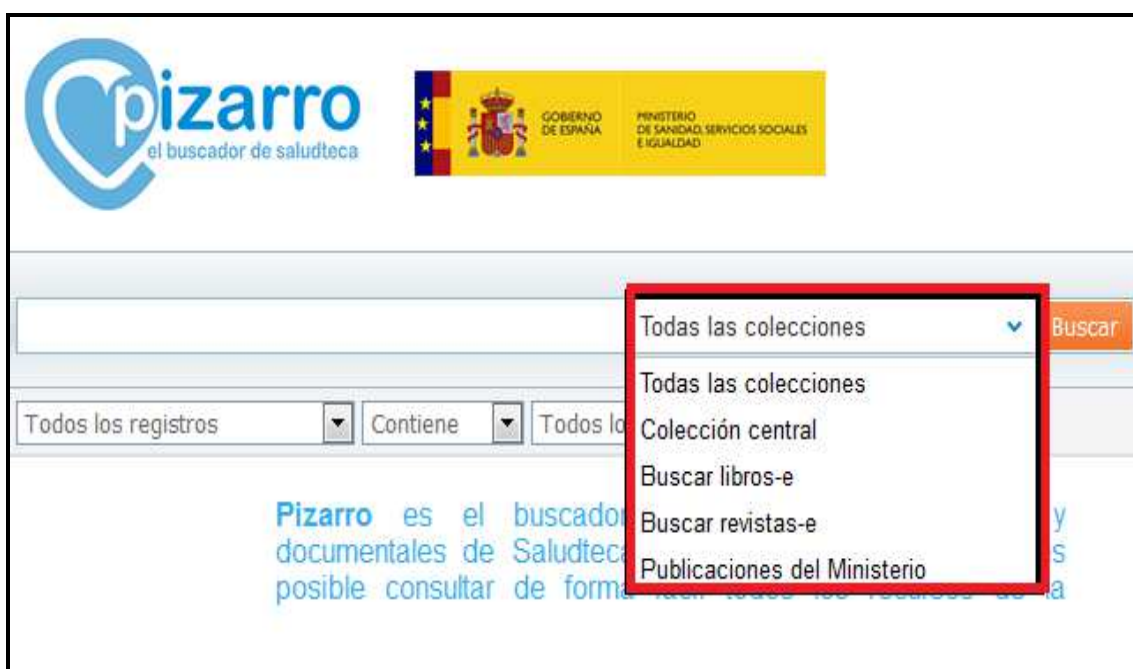 pizarro
el buscador de saludteca
GOBIERNO
DE ESPAÑA
MINISTERIO
DE SANIDAD, SERVICIOS SOCIALES
E IGUALDAD
Todas las colecciones
Buscar
Todas las colecciones
Colección central
Buscar libros-e
Buscar revistas-e
Publicaciones del Ministerio
Todos los registros
Contiene
Todos lo
Pizarro es el buscador y
documentales de Saludteca s
posible consultar de forma la